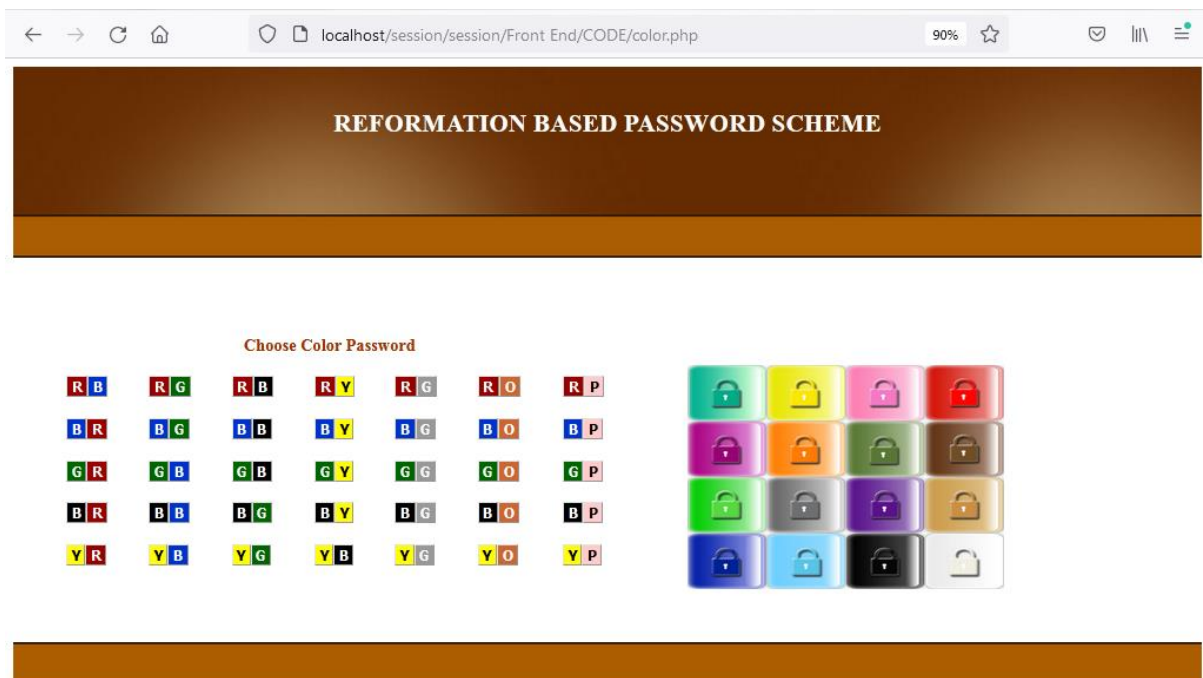 localhost/session/session/Front End/CODE/color.php 90%
REFORMATION BASED PASSWORD SCHEME
Choose Color Password
R B R G R B R Y R G R O R P
B R B G B B B Y B G B O B P
G R G B G B G Y G G G O G P
B R B B B G B Y B G B O B P
Y R Y B Y G Y B Y G Y O Y P